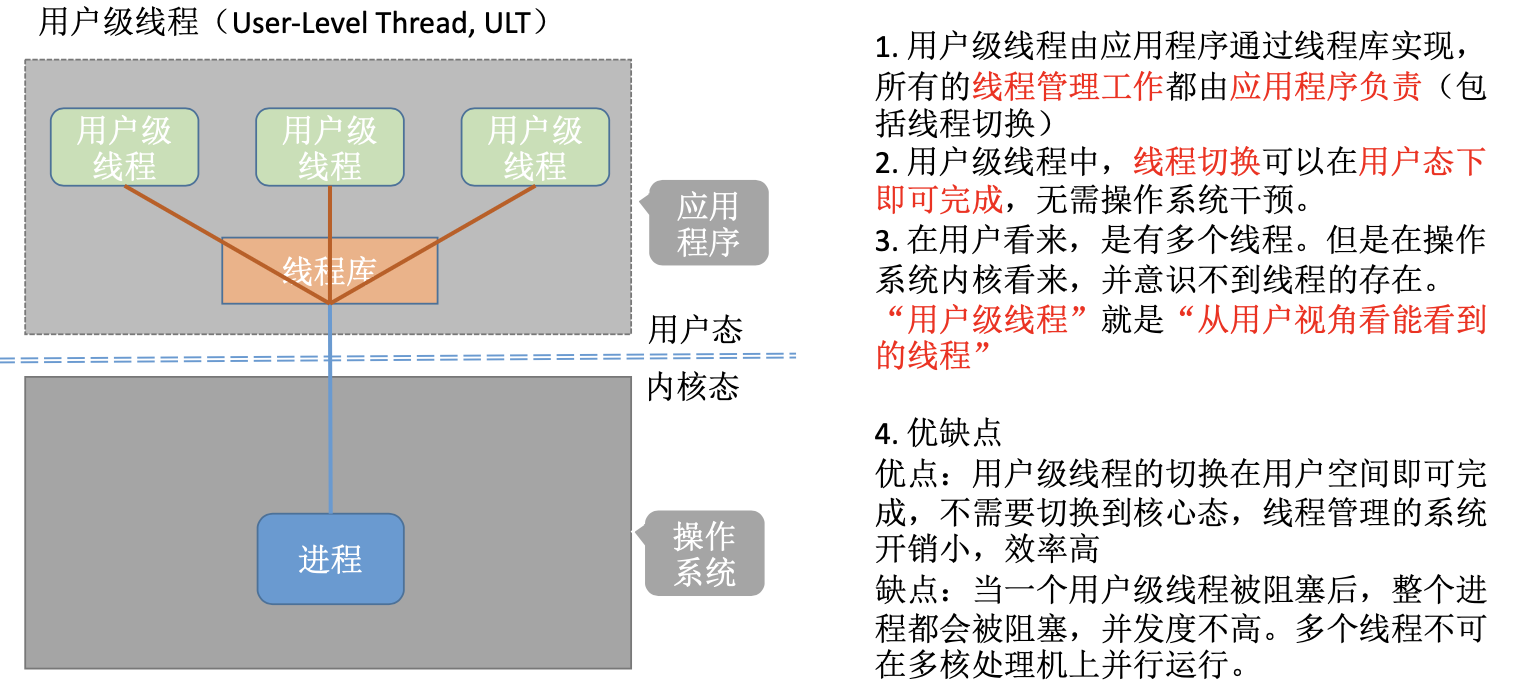 用户级线程（User-Level Thread, ULT）
用户级
线程
用户级
线程
用户级
线程
线程库
应用
程序
用户态
内核态
进程
操作
系统
1. 用户级线程由应用程序通过线程库实现，
所有的线程管理工作都由应用程序负责（包
括线程切换）
2. 用户级线程中，线程切换可以在用户态下
即可完成，无需操作系统干预。
3. 在用户看来，是有多个线程。但是在操作
系统内核看来，并意识不到线程的存在。
“用户级线程”就是“从用户视角看能看到
的线程”
4. 优缺点
优点：用户级线程的切换在用户空间即可完
成，不需要切换到核心态，线程管理的系统
开销小，效率高
缺点：当一个用户级线程被阻塞后，整个进
程都会被阻塞，并发度不高。多个线程不可
在多核处理机上并行运行。